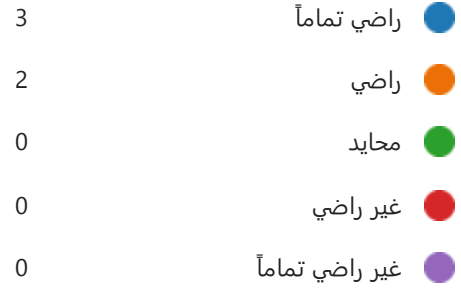 راضي تماماً 3
راضي 2
محايد 0
غير راضي 0
غير راضي تماماً 0